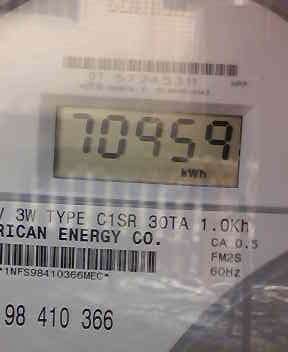 70959
kWh
V 3W TYPE C1SR 30TA 1.0Kh
RICAN ENERGY CO.
CA 0.5
FM2S
*1NFS98410366MEC*
60HZ
98 410 366